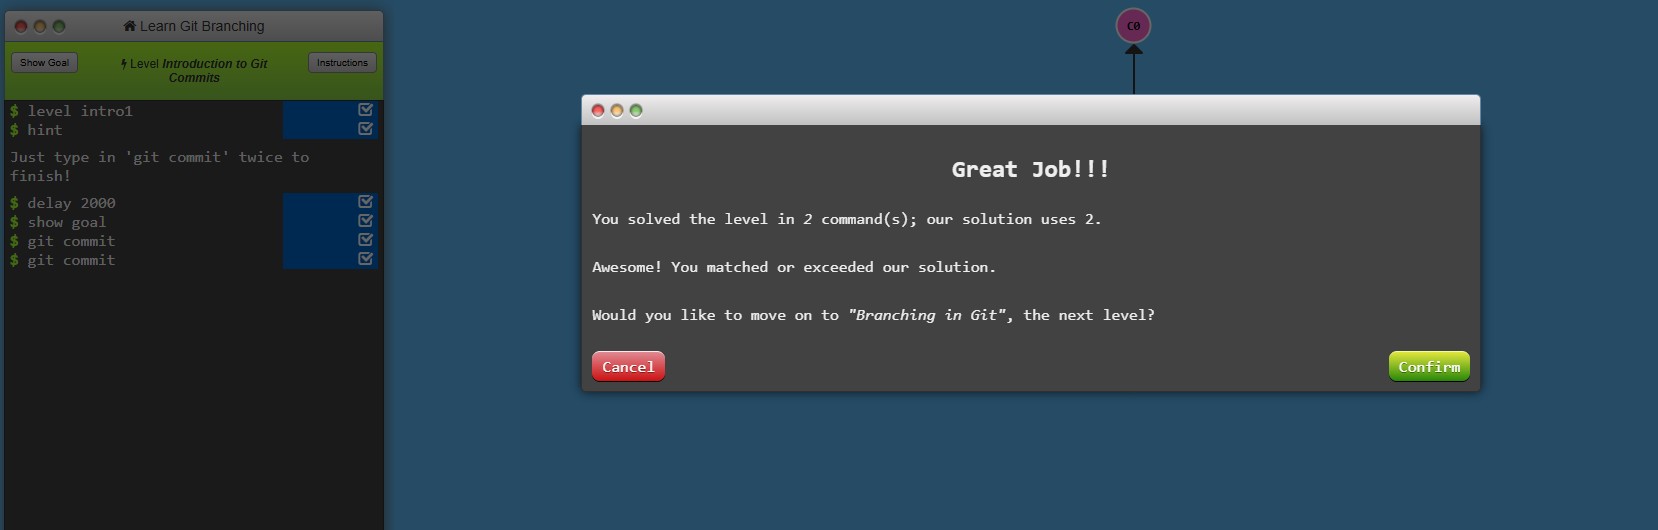 Learn Git Branching
Show Goal
Level Introduction to Git
Commits
Instructions
$ level intro1
$ hint
Just type in 'git commit' twice to
finish!
$ delay 2000
$ show goal
$ git commit
$ git commit
C0
Great Job!!!
You solved the level in 2 command(s); our solution uses 2.
Awesome! You matched or exceeded our solution.
Would you like to move on to "Branching in Git", the next level?
Cancel
Confirm